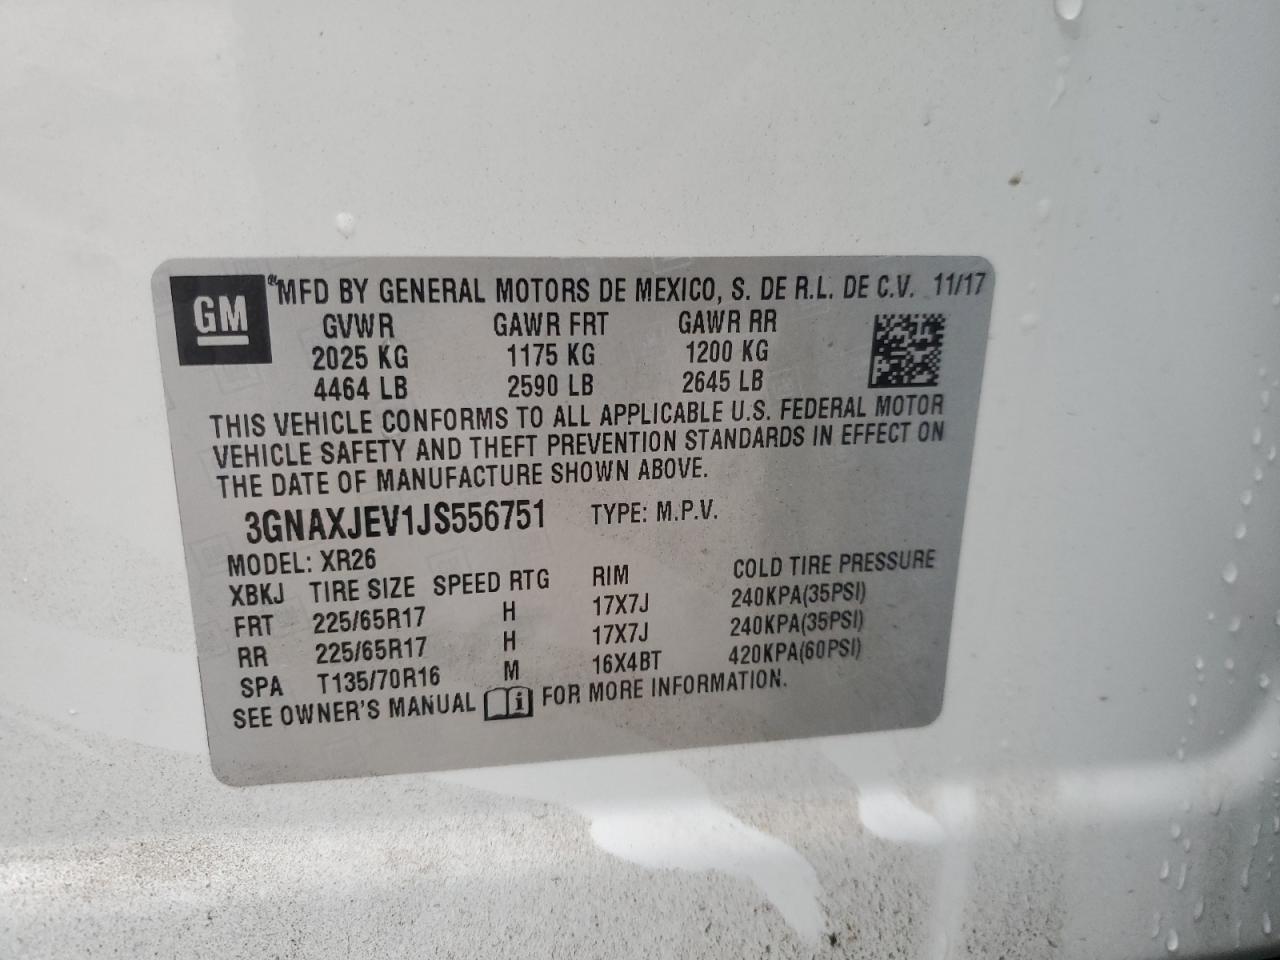 GM
MFD BY GENERAL MOTORS DE MEXICO, S. DE R.L. DE C.V. 11/17
GVWR GAWR FRT GAWR RR
2025 KG 1175 KG 1200 KG
4464 LB 2590 LB 2645 LB
THIS VEHICLE CONFORMS TO ALL APPLICABLE U.S. FEDERAL MOTOR
VEHICLE SAFETY AND THEFT PREVENTION STANDARDS IN EFFECT ON
THE DATE OF MANUFACTURE SHOWN ABOVE.
3GNAXJEV1JS556751 TYPE: M.P.V.
MODEL: XR26
XBKJ TIRE SIZE SPEED RTG RIM COLD TIRE PRESSURE
FRT 225/65R17 H 17X7J 240KPA(35PSI)
RR 225/65R17 H 17X7J 240KPA(35PSI)
SPA T135/70R16 M 16X4BT 420KPA(60PSI)
SEE OWNER'S MANUAL i FOR MORE INFORMATION.